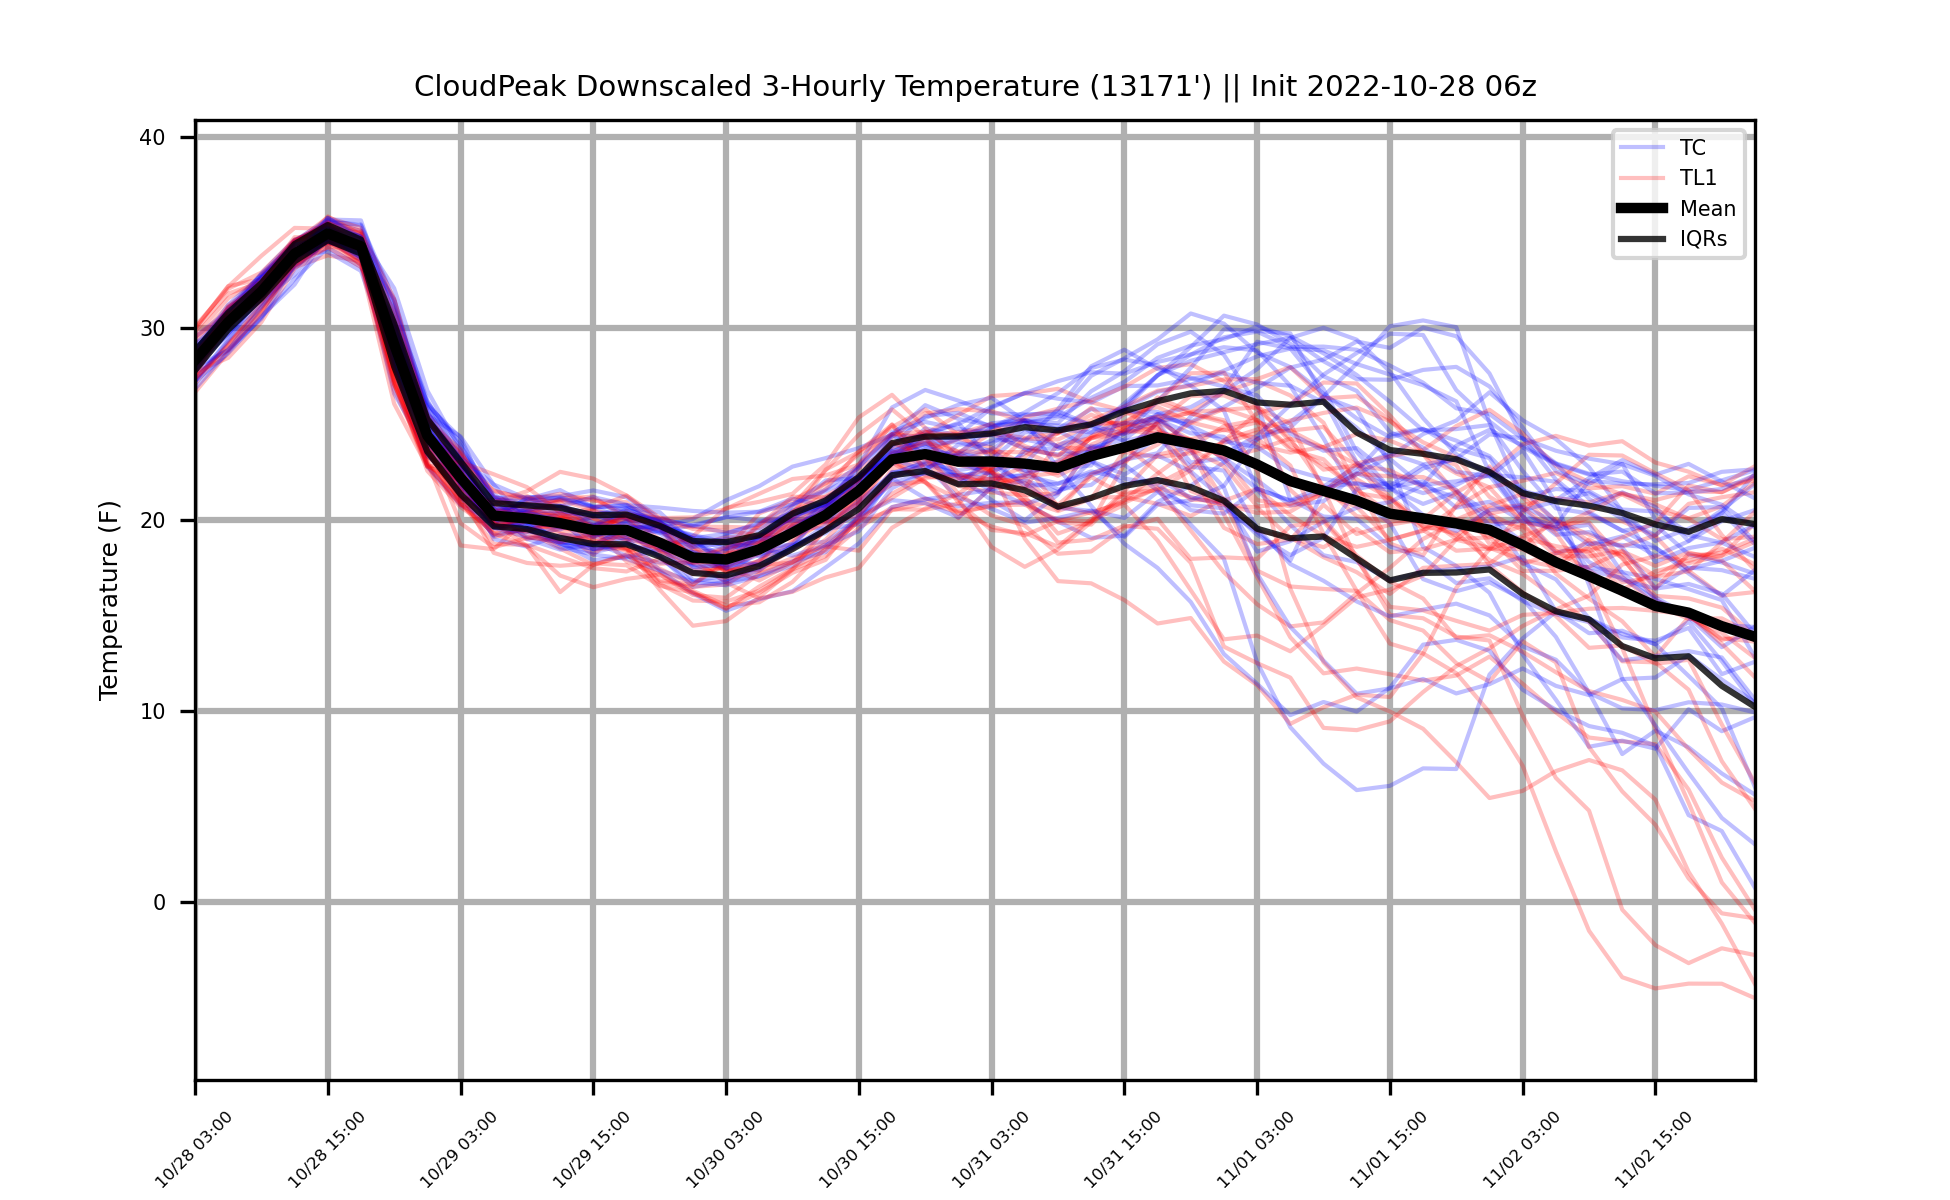 CloudPeak Downscaled 3-Hourly Temperature (13171') || Init 2022-10-28 06z
TC
TL1
Mean
IQRs
Temperature (F)
40
30
20
10
0
10/28 03:00
10/28 15:00
10/29 03:00
10/29 15:00
10/30 03:00
10/30 15:00
10/31 03:00
10/31 15:00
11/01 03:00
11/01 15:00
11/02 03:00
11/02 15:00